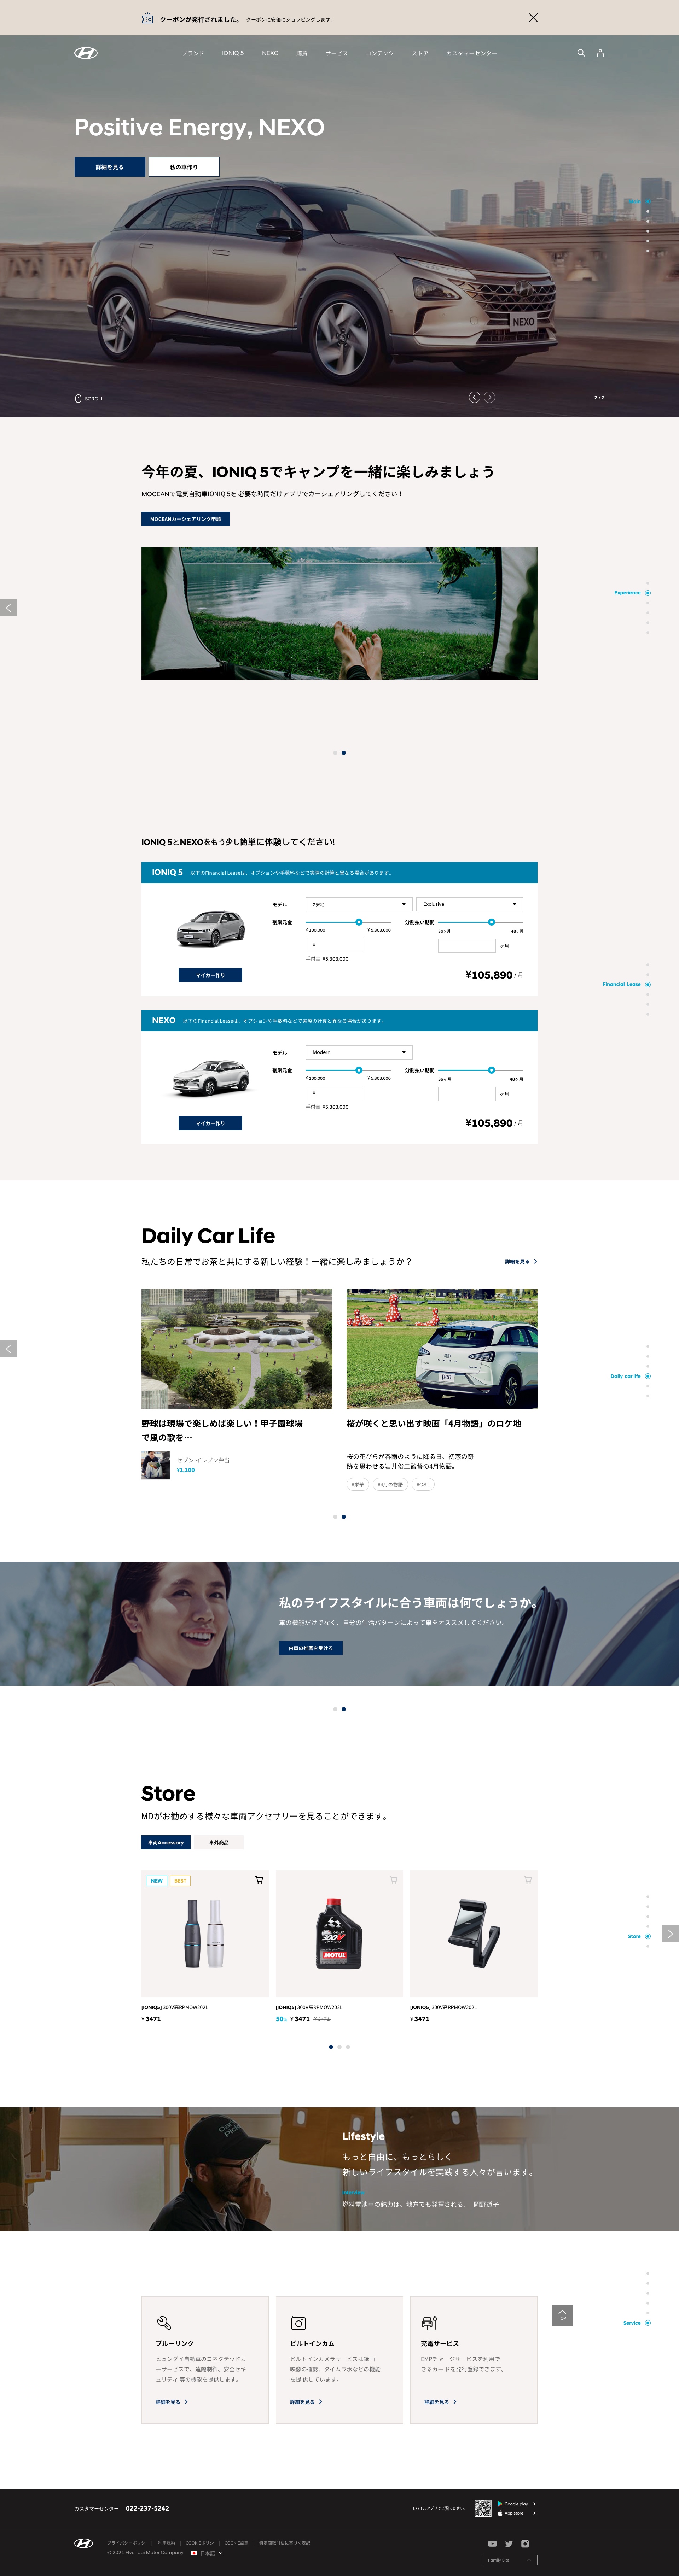 クーポンが発行されました。 クーポンに安価にショッピングします!
ブランド IONIQ 5 NEXO 購買 サービス コンテンツ ストア カスタマーセンター
Positive Energy, NEXO
詳細を見る 私の車作り
NEXO
SCROLL
2 / 2
今年の夏、IONIQ 5でキャンプを一緒に楽しみましょう
MOCEANで電気自動車IONIQ 5を 必要な時間だけアプリでカーシェアリングしてください！
MOCEANカーシェアリング申請
Experience
IONIQ 5とNEXOをもう少し簡単に体験してください!
IONIQ 5 以下のFinancial Leaseは、オプションや手数料などで実際の計算と異なる場合があります。
モデル 2安定 Exclusive
割賦元金 分割払い期間
¥ 100,000 ¥ 5,303,000 36ヶ月 48ヶ月
¥ ヶ月
手付金 ¥5,303,000
マイカー作り
¥105,890 / 月
Financial Lease
NEXO 以下のFinancial Leaseは、オプションや手数料などで実際の計算と異なる場合があります。
モデル Modern
割賦元金 分割払い期間
¥ 100,000 ¥ 5,303,000 36ヶ月 48ヶ月
¥ ヶ月
手付金 ¥5,303,000
マイカー作り
¥105,890 / 月
Daily Car Life
私たちの日常でお茶と共にする新しい経験！一緒に楽しみましょうか？
詳細を見る
Daily car life
野球は現場で楽しめば楽しい！甲子園球場
で風の歌を…
セブン-イレブン弁当
¥1,100
桜が咲くと思い出す映画「4月物語」のロケ地
桜の花びらが春雨のように降る日、初恋の奇
跡を思わせる岩井俊二監督の4月物語。
#栄華 #4月の物語 #OST
私のライフスタイルに合う車両は何でしょうか。
車の機能だけでなく、自分の生活パターンによって車をオススメしてください。
内車の推薦を受ける
Store
MDがお勧めする様々な車両アクセサリーを見ることができます。
車両Accessory 車外商品
NEW BEST
300V
MOTUL
Store
[IONIQ5] 300V高RPMOW202L
¥ 3471
[IONIQ5] 300V高RPMOW202L
50% ¥ 3471 ¥ 3471
[IONIQ5] 300V高RPMOW202L
¥ 3471
Lifestyle
もっと自由に、もっとらしく
新しいライフスタイルを実践する人々が言います。
燃料電池車の魅力は、地方でも発揮される. 岡野道子
TOP
Service
ブルーリンク
ヒュンダイ自動車のコネクテッドカ
ーサービスで、遠隔制御、安全セキ
ュリティ 等の機能を提供します。
詳細を見る
ビルトインカム
ビルトインカメラサービスは録画
映像の確認、タイムラボなどの機能
を提 供しています。
詳細を見る
充電サービス
EMPチャージサービスを利用で
きるカー ドを発行登録できます。
詳細を見る
カスタマーセンター 022-237-5242
モバイルアプリでご覧ください。
Google play
App store
プライバシーポリシ. | 利用規約 | COOKIEポリシ | COOKIE設定 | 特定商取引法に基づく表記
© 2021 Hyundai Motor Company 日本語
Family Site